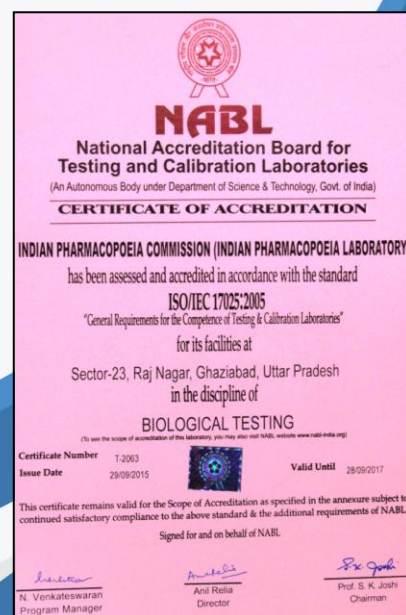 NABL
National Accreditation Board for
Testing and Calibration Laboratories
(An Autonomous Body under Department of Science & Technology, Govt. of India)
CERTIFICATE OF ACCREDITATION
INDIAN PHARMACOPOEIA COMMISSION (INDIAN PHARMACOPOEIA LABORATORY
has been assessed and accredited in accordance with the standard
ISO/IEC 17025:2005
"General Requirements for the Competence of Testing & Calibration Laboratories"
for its facilities at
Sector-23, Raj Nagar, Ghaziabad, Uttar Pradesh
in the discipline of
BIOLOGICAL TESTING
(To see the scope of accreditation of this laboratory, you may also visit NABL website www.nabl-india.org)
Certificate Number T-2063
Issue Date 29/09/2015 Valid Until 28/09/2017
This certificate remains valid for the Scope of Accreditation as specified in the annexure subject to
continued satisfactory compliance to the above standard & the additional requirements of NABL
Signed for and on behalf of NABL
N. Venkateswaran Anil Relia Prof. S. K. Joshi
Program Manager Director Chairman